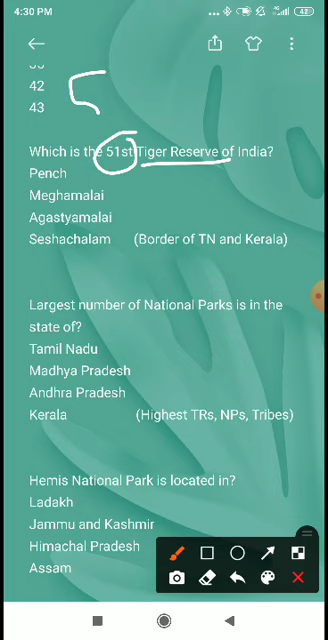 4:30 PM
42
42
43
Which is the 51st Tiger Reserve of India?
Pench
Meghamalai
Agastyamalai
Seshachalam (Border of TN and Kerala)
Largest number of National Parks is in the
state of?
Tamil Nadu
Madhya Pradesh
Andhra Pradesh
Kerala (Highest TRs, NPs, Tribes)
Hemis National Park is located in?
Ladakh
Jammu and Kashmir
Himachal Pradesh
Assam